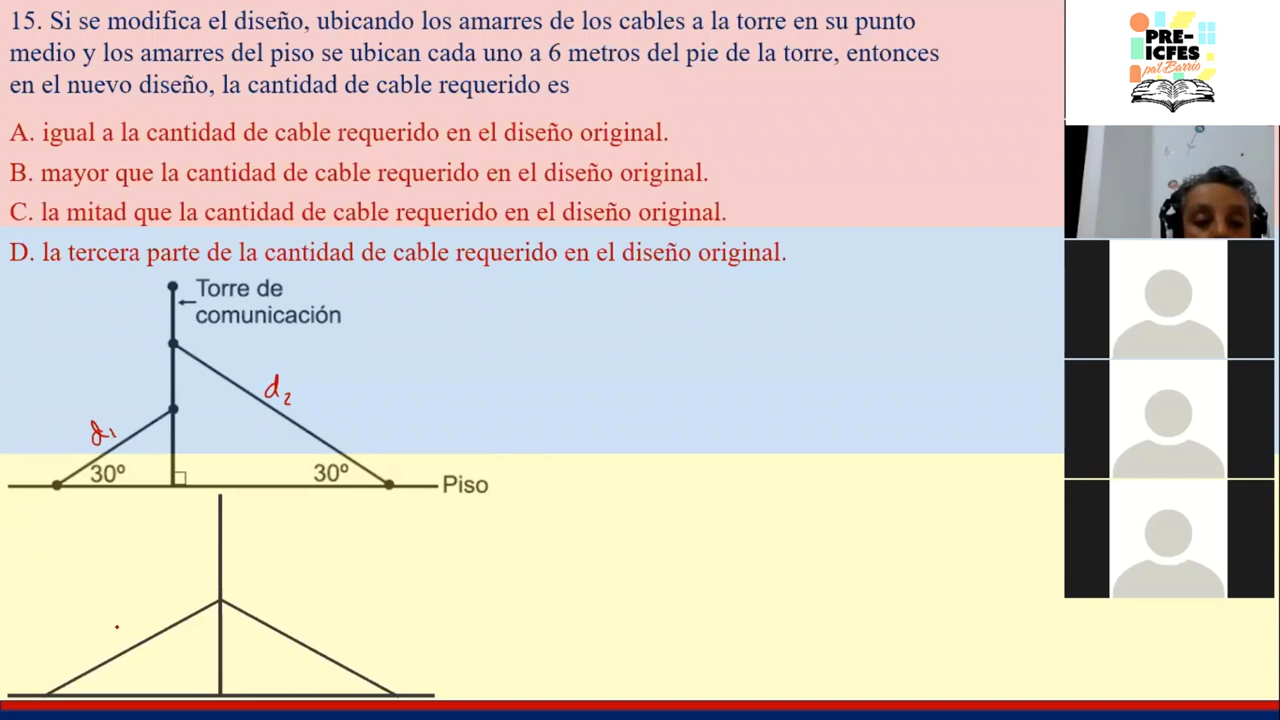 15. Si se modifica el diseño, ubicando los amarres de los cables a la torre en su punto
medio y los amarres del piso se ubican cada uno a 6 metros del pie de la torre, entonces
en el nuevo diseño, la cantidad de cable requerido es
A. igual a la cantidad de cable requerido en el diseño original.
B. mayor que la cantidad de cable requerido en el diseño original.
C. la mitad que la cantidad de cable requerido en el diseño original.
D. la tercera parte de la cantidad de cable requerido en el diseño original.
Torre de
comunicación
d2
d1
30º
30º
Piso
PRE-
ICFES
pal Barrio